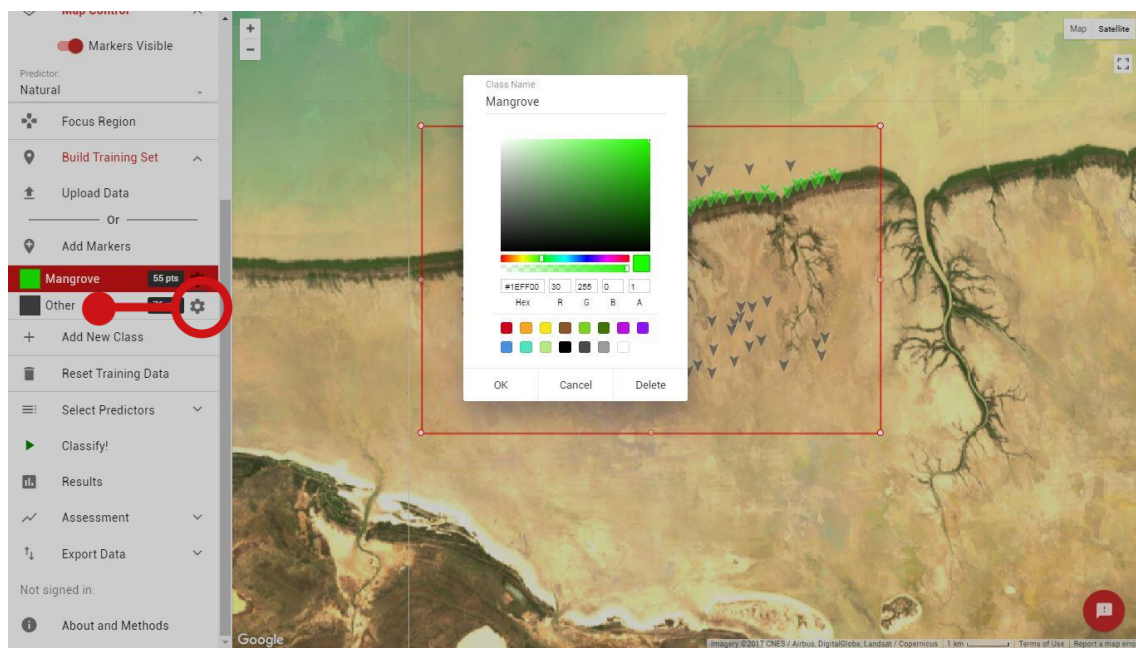 Map Control
Markers Visible
Predictor:
Natural
Focus Region
Build Training Set
Upload Data
Or
Add Markers
Mangrove 55 pts
Other
Add New Class
Reset Training Data
Select Predictors
Classify!
Results
Assessment
Export Data
Not signed in.
About and Methods
+
−
Map Satellite
Class Name
Mangrove
#1EFF00 30 255 0 1
Hex R G B A
OK Cancel Delete
Google
Imagery ©2017 CNES / Airbus, DigitalGlobe, Landsat / Copernicus 1 km Terms of Use Report a map error